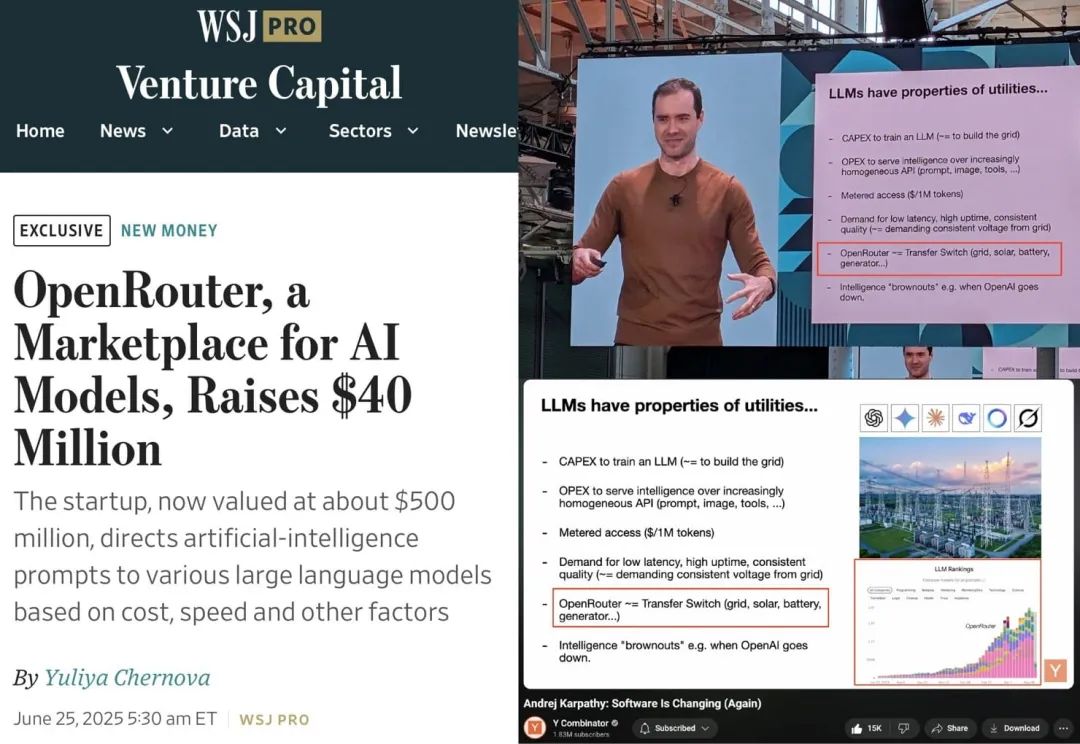 WSJ PRO
Venture Capital
Home News Data Sectors Newsle
EXCLUSIVE NEW MONEY
OpenRouter, a
Marketplace for AI
Models, Raises $40
Million
The startup, now valued at about $500
million, directs artificial-intelligence
prompts to various large language models
based on cost, speed and other factors
By Yuliya Chernova
June 25, 2025 5:30 am ET WSJ PRO
LLMs have properties of utilities...
- CAPEX to train an LLM (~= to build the grid)
- OPEX to serve intelligence over increasingly
homogeneous API (prompt, image, tools, ...)
- Metered access ($/1M tokens)
- Demand for low latency, high uptime, consistent
quality (~= demanding consistent voltage from grid)
- OpenRouter ~= Transfer Switch (grid, solar, battery,
generator...)
- Intelligence "brownouts" e.g. when OpenAI goes
down.
LLMs have properties of utilities...
- CAPEX to train an LLM (~= to build the grid)
- OPEX to serve intelligence over increasingly
homogeneous API (prompt, image, tools, ...)
- Metered access ($/1M tokens)
- Demand for low latency, high uptime, consistent
quality (~= demanding consistent voltage from grid)
- OpenRouter ~= Transfer Switch (grid, solar, battery,
generator...)
- Intelligence "brownouts" e.g. when OpenAI goes
down.
LLM Rankings
OpenRouter
Y
Andrej Karpathy: Software Is Changing (Again)
Y
Y Combinator
1.83M subscribers
Subscribed
15K
Share
Download